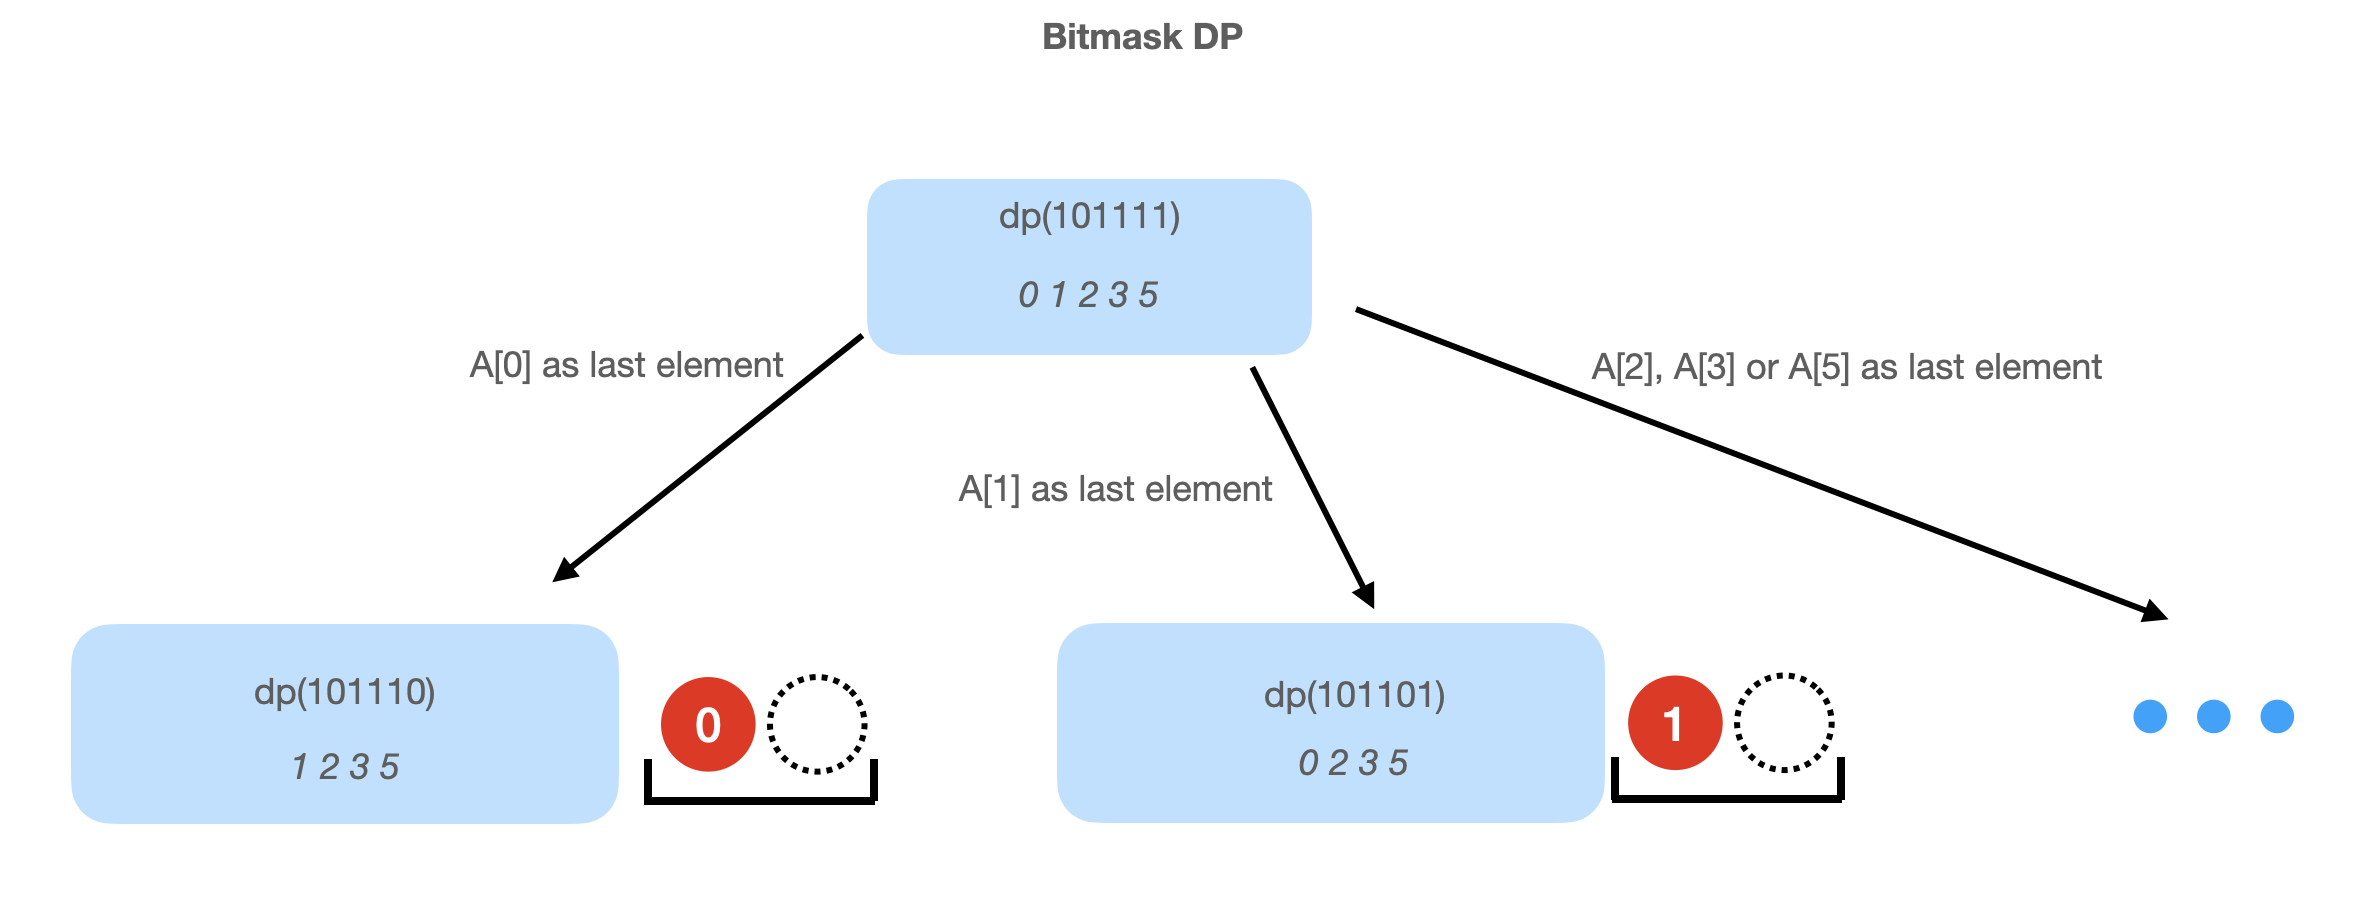 Bitmask DP
dp(101111)
0 1 2 3 5
A[0] as last element
A[2], A[3] or A[5] as last element
A[1] as last element
dp(101110)
1 2 3 5
0
dp(101101)
0 2 3 5
1